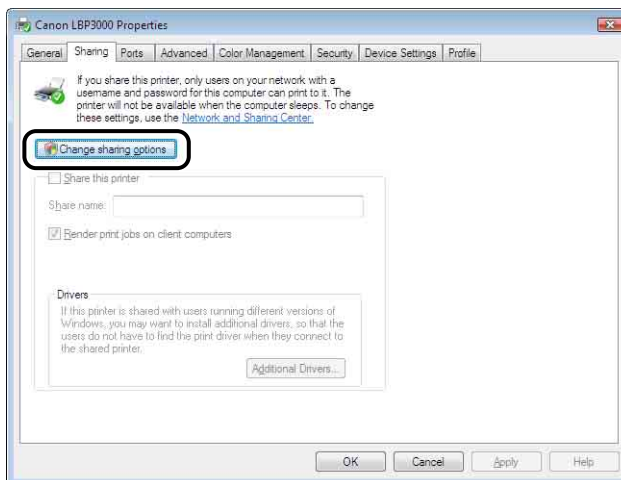 Canon LBP3000 Properties
General Sharing Ports Advanced Color Management Security Device Settings Profile
If you share this printer, only users on your network with a
username and password for this computer can print to it. The
printer will not be available when the computer sleeps. To change
these settings, use the Network and Sharing Center.
Change sharing options
Share this printer
Share name:
Render print jobs on client computers
Drivers
If this printer is shared with users running different versions of
Windows, you may want to install additional drivers, so that the
users do not have to find the print driver when they connect to
the shared printer.
Additional Drivers...
OK Cancel Apply Help